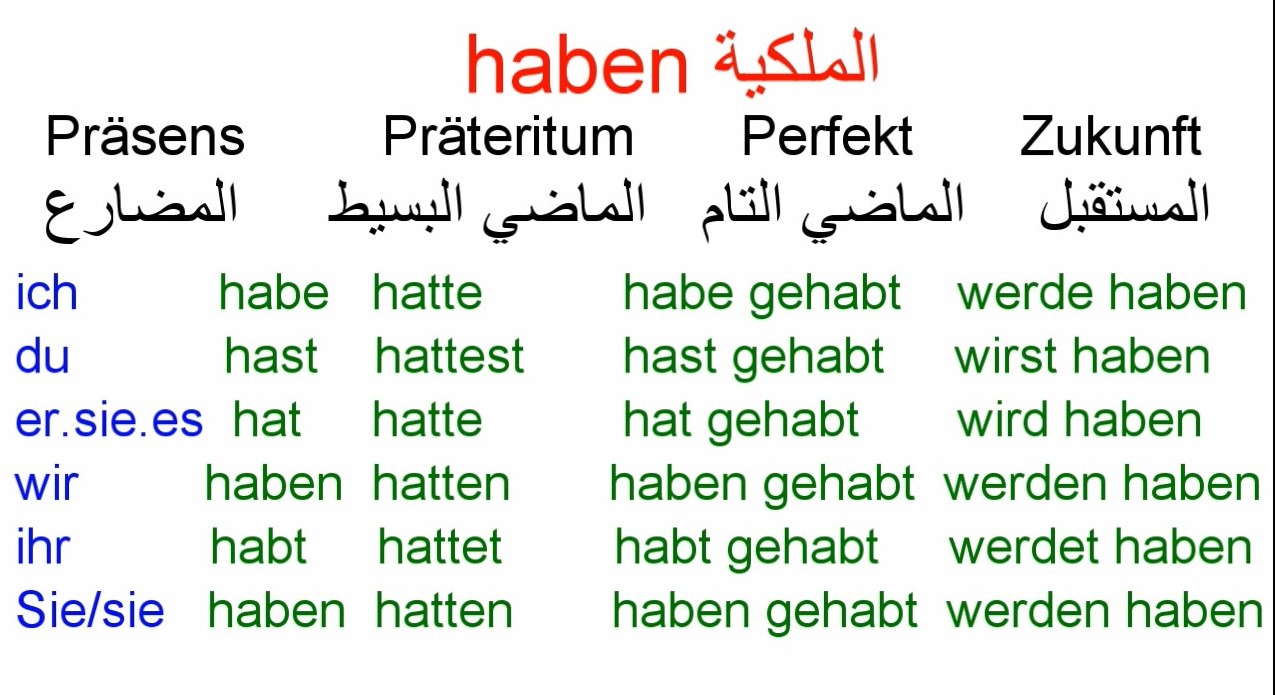 haben الملكية
Präsens Präteritum Perfekt Zukunft
المضارع الماضي البسيط الماضي التام المستقبل
ich habe hatte habe gehabt werde haben
du hast hattest hast gehabt wirst haben
er.sie.es hat hatte hat gehabt wird haben
wir haben hatten haben gehabt werden haben
ihr habt hattet habt gehabt werdet haben
Sie/sie haben hatten haben gehabt werden haben